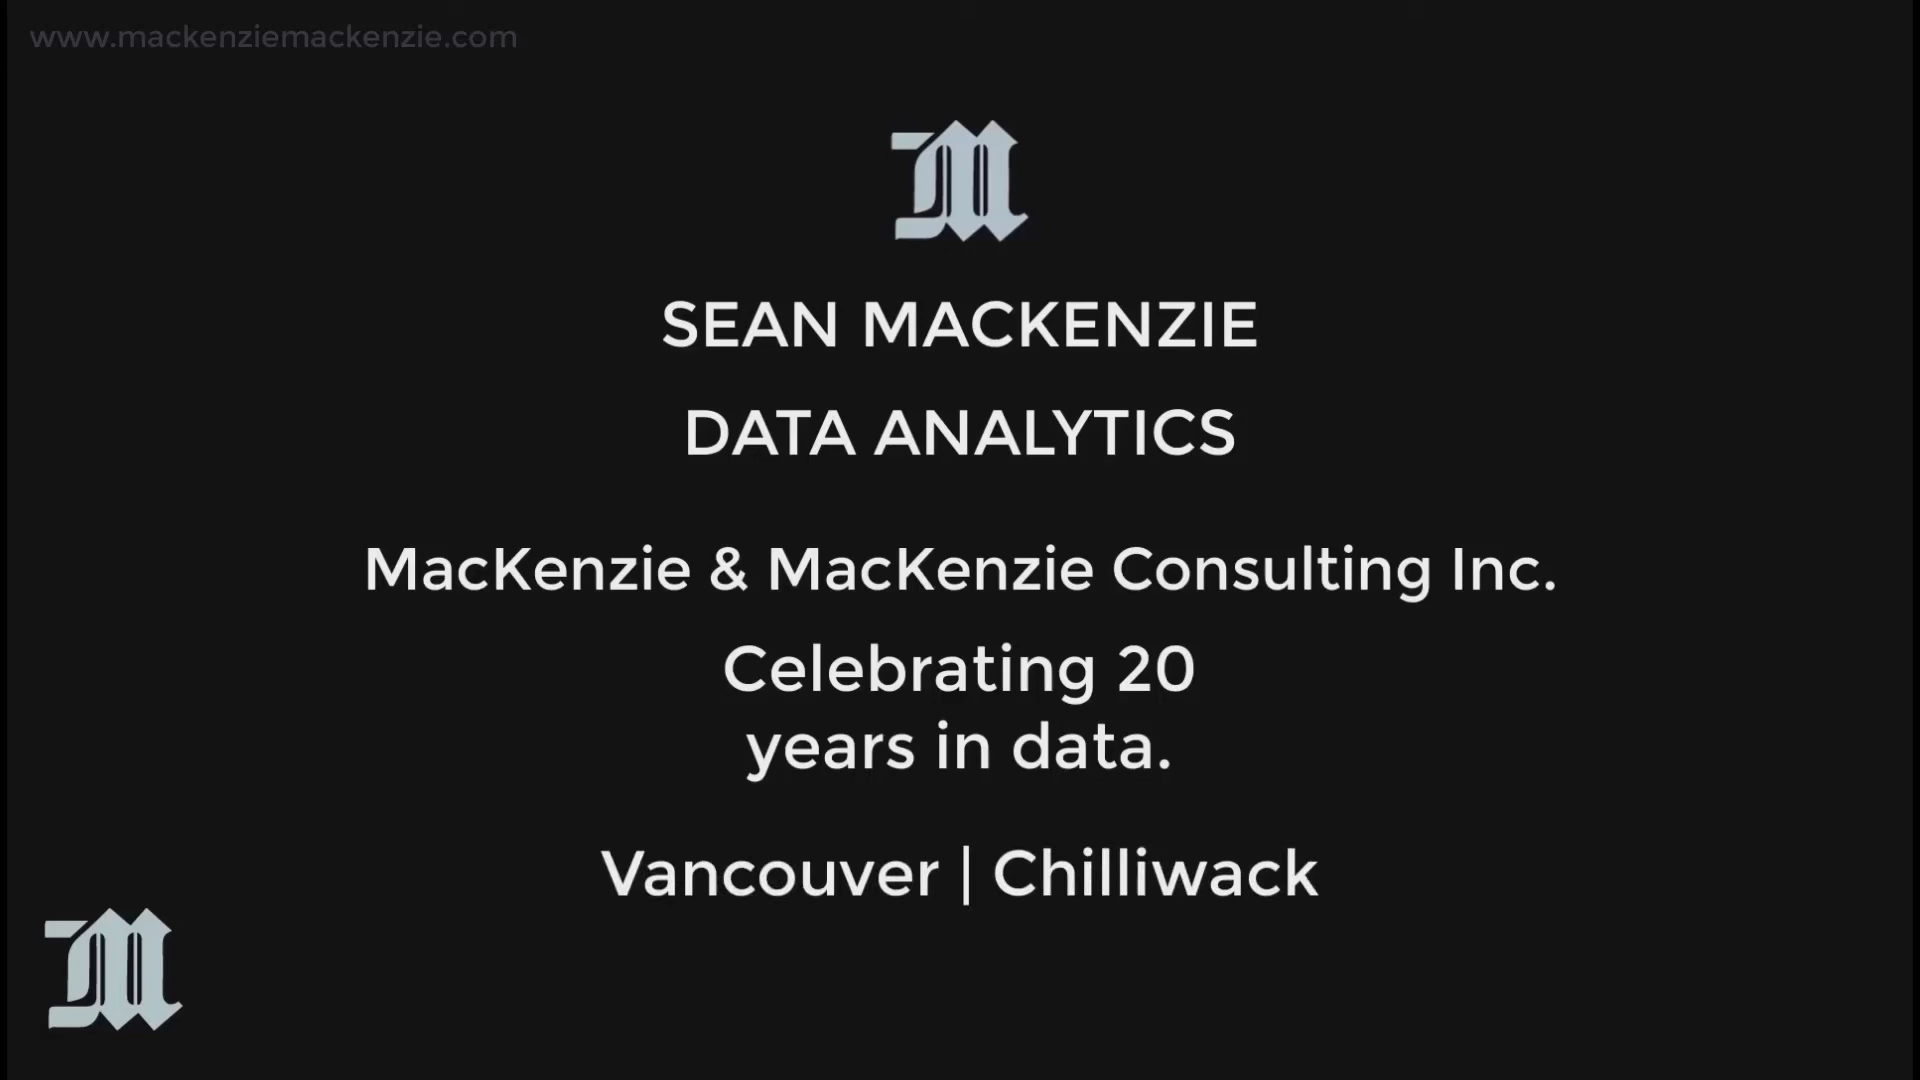 www.mackenziemackenzie.com
M
SEAN MACKENZIE
DATA ANALYTICS
MacKenzie & MacKenzie Consulting Inc.
Celebrating 20
years in data.
Vancouver | Chilliwack
M